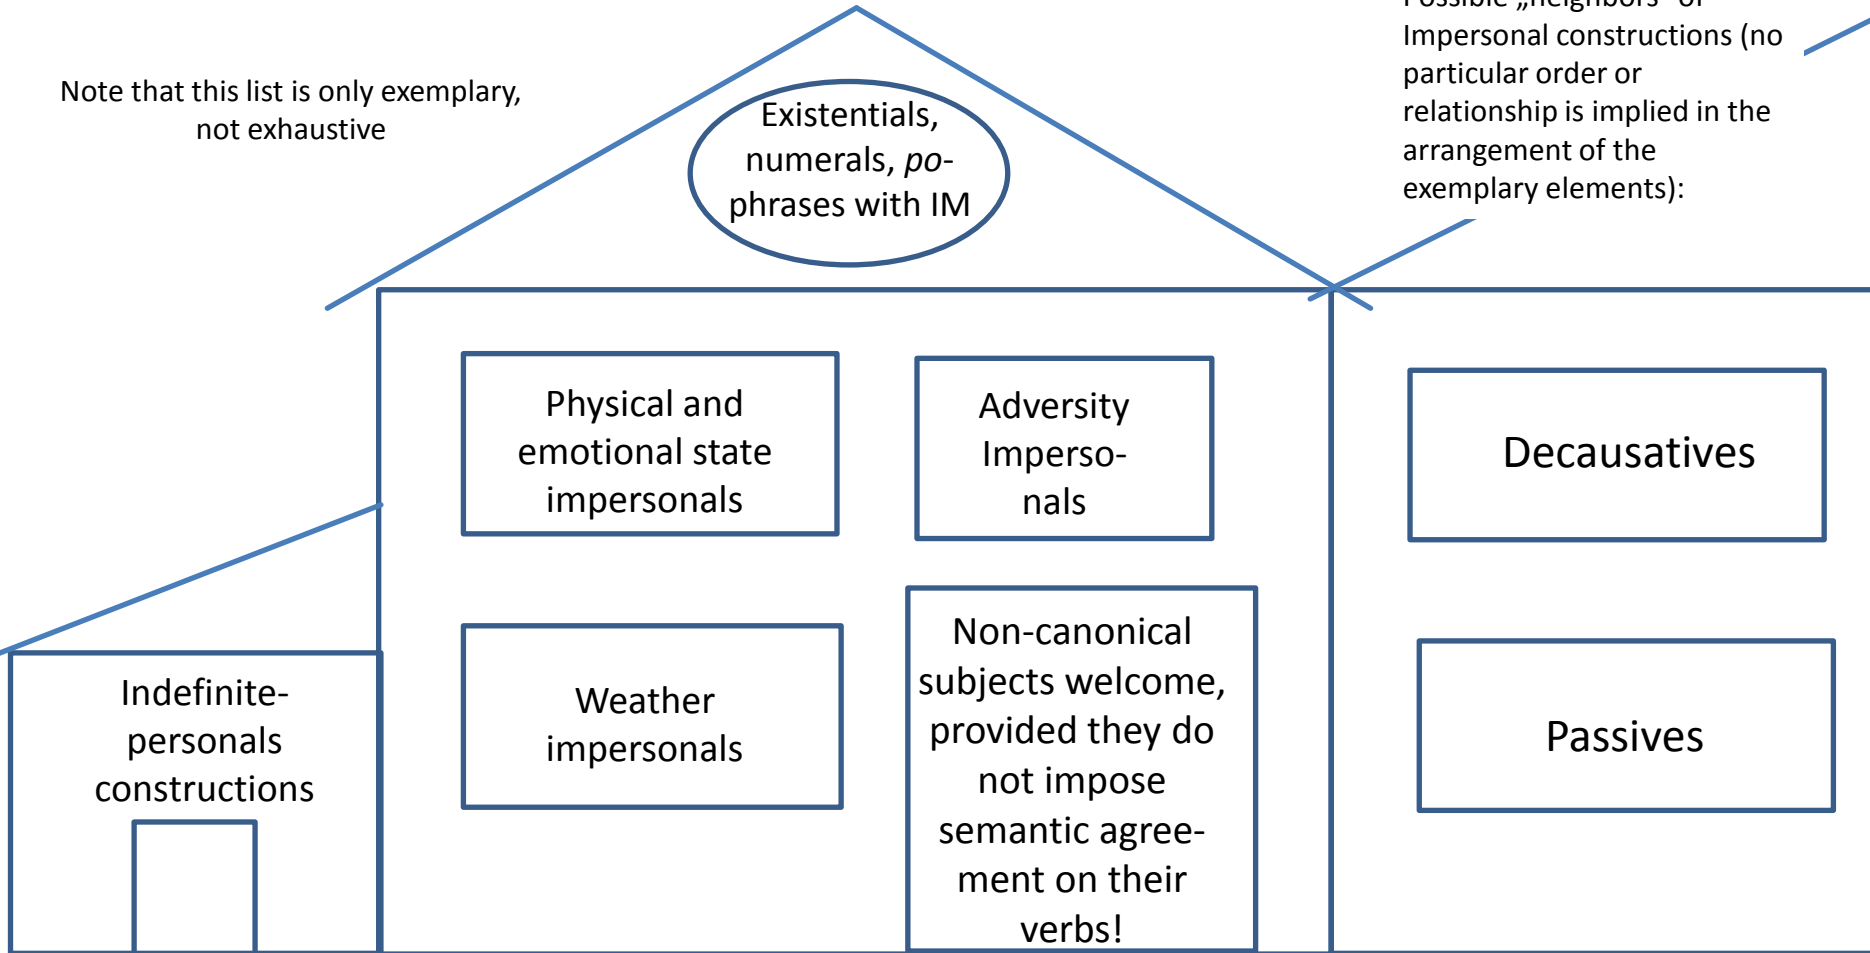 Note that this list is only exemplary,
not exhaustive
Existentials,
numerals, po-
phrases with IM
Possible „neighbors“ of
Impersonal constructions (no
particular order or
relationship is implied in the
arrangement of the
exemplary elements):
Physical and
emotional state
impersonals
Adversity
Imperso-
nals
Decausatives
Indefinite-
personals
constructions
Weather
impersonals
Non-canonical
subjects welcome,
provided they do
not impose
semantic agree-
ment on their
verbs!
Passives